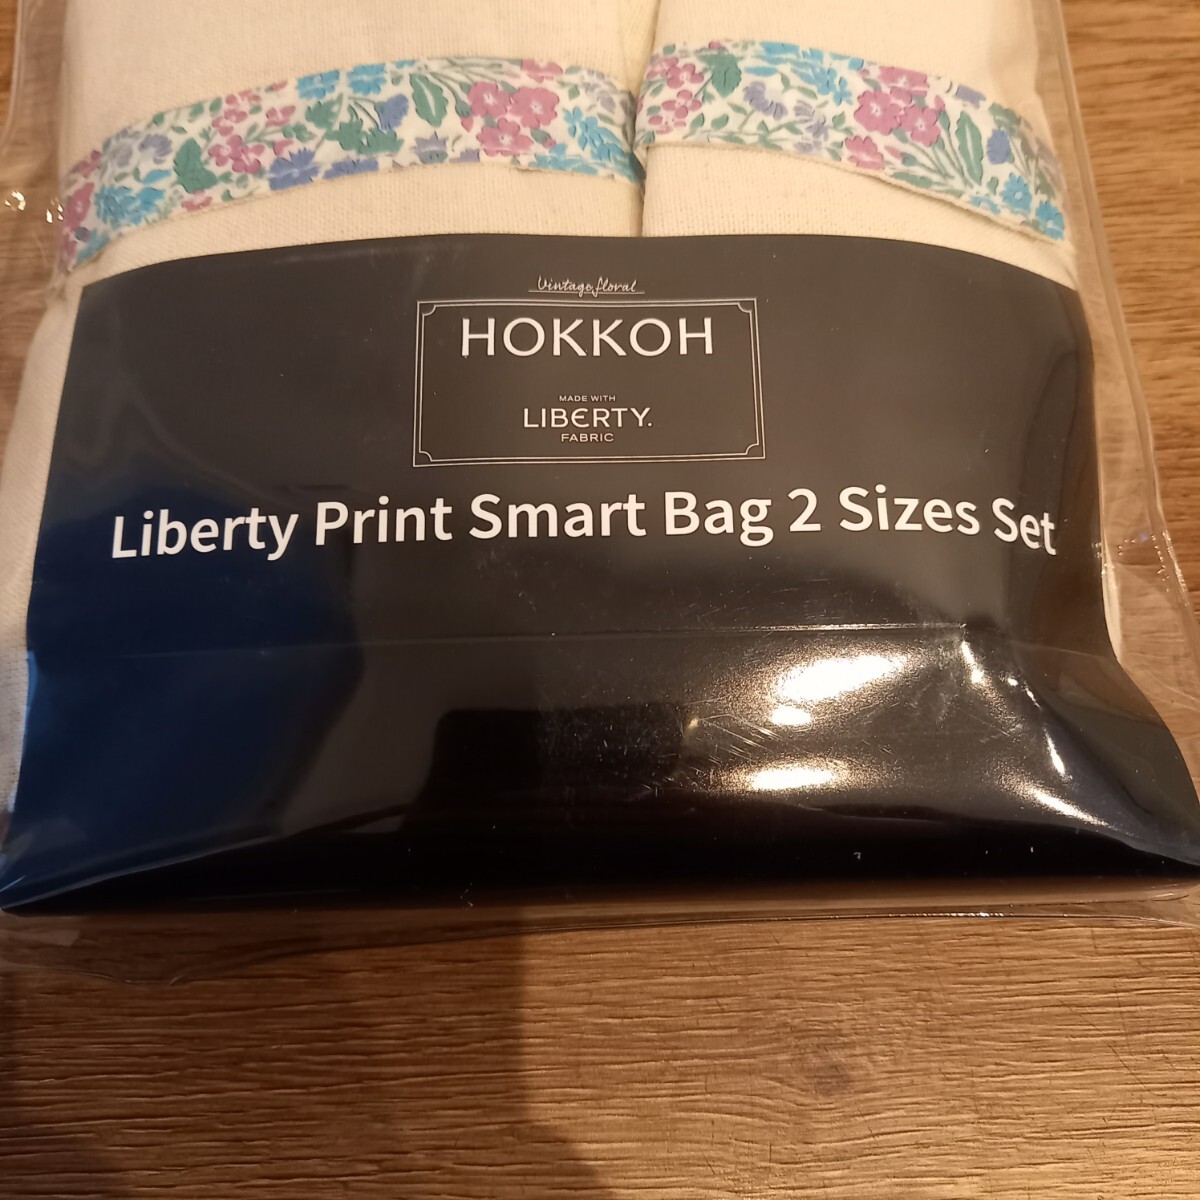 Vintage floral
HOKKOH
MADE WITH
LIBERTY.
FABRIC
Liberty Print Smart Bag 2 Sizes Set